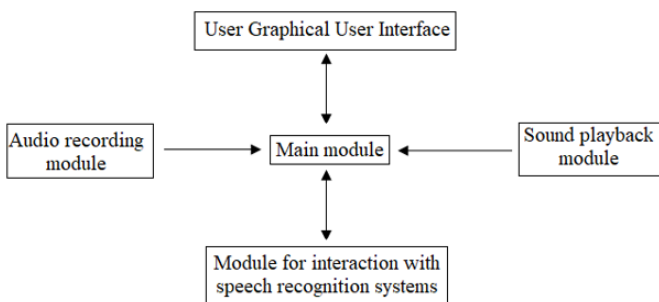 User Graphical User Interface
Audio recording
module
Main module
Sound playback
module
Module for interaction with
speech recognition systems